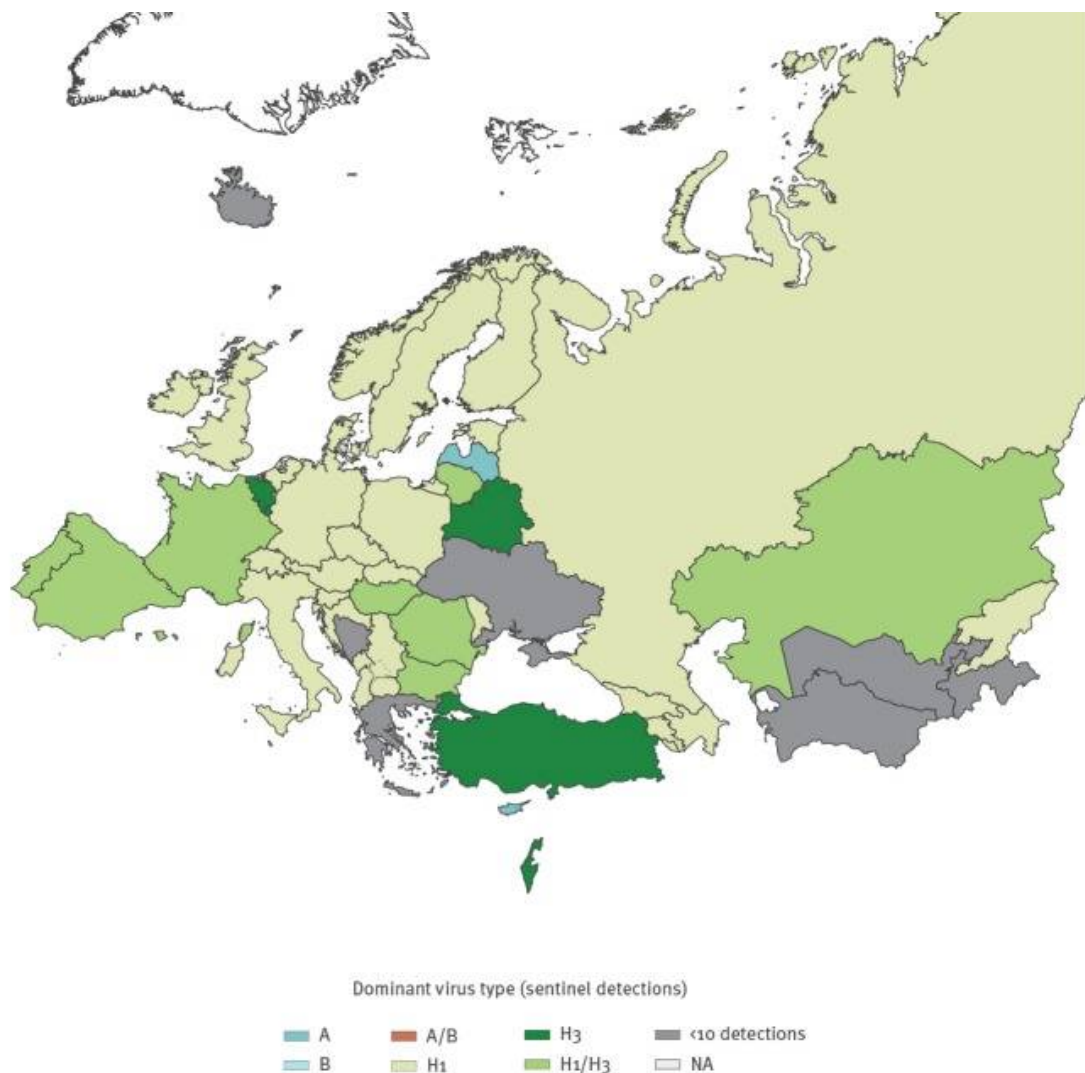 Dominant virus type (sentinel detections)
A A/B H3 <10 detections
B H1 H1/H3 NA